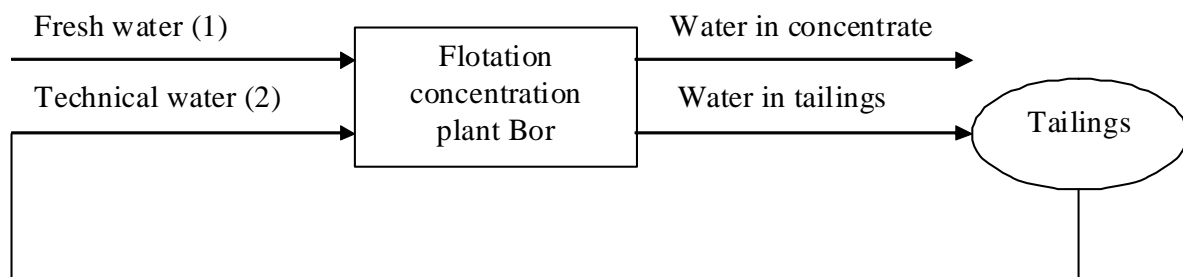 Fresh water (1)
Technical water (2)
Flotation
concentration
plant Bor
Water in concentrate
Water in tailings
Tailings